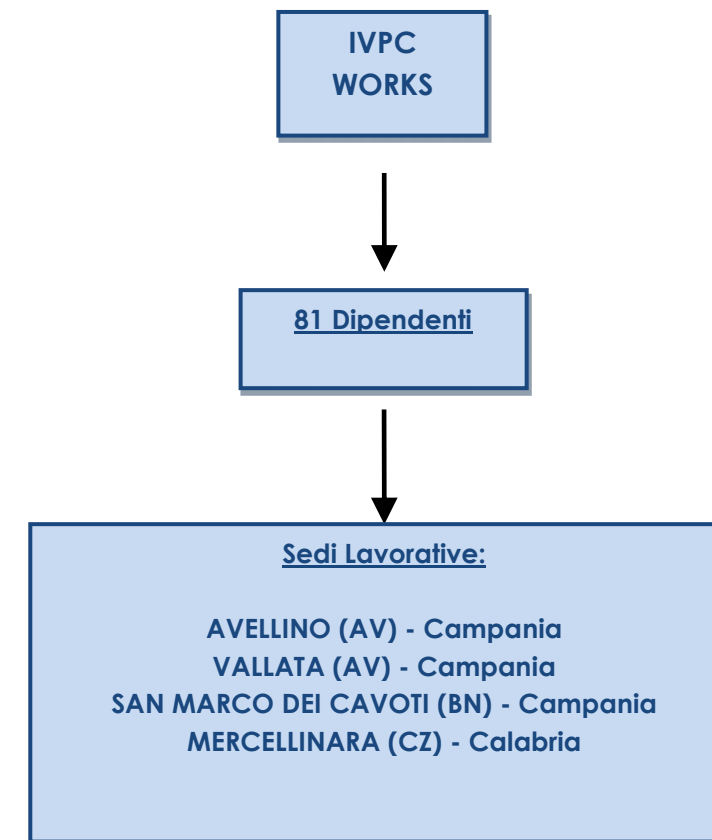 IVPC
WORKS
81 Dipendenti
Sedi Lavorative:
AVELLINO (AV) - Campania
VALLATA (AV) - Campania
SAN MARCO DEI CAVOTI (BN) - Campania
MERCELLINARA (CZ) - Calabria